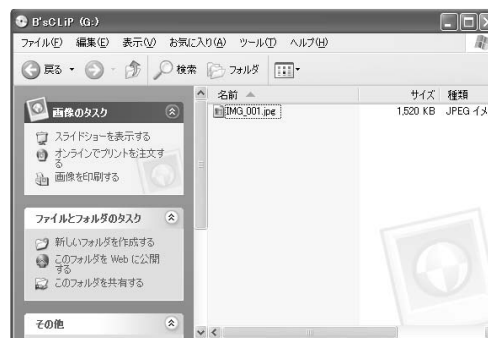 B'sCLiP (G:)
ファイル(F) 編集(E) 表示(V) お気に入り(A) ツール(T) ヘルプ(H)
戻る 検索 フォルダ
名前 サイズ 種類
IMG_001.jpe 1,520 KB JPEG イメ
画像のタスク
スライドショーを表示する
オンラインでプリントを注文す
る
画像を印刷する
ファイルとフォルダのタスク
新しいフォルダを作成する
このフォルダを Web に公開
する
このフォルダを共有する
その他